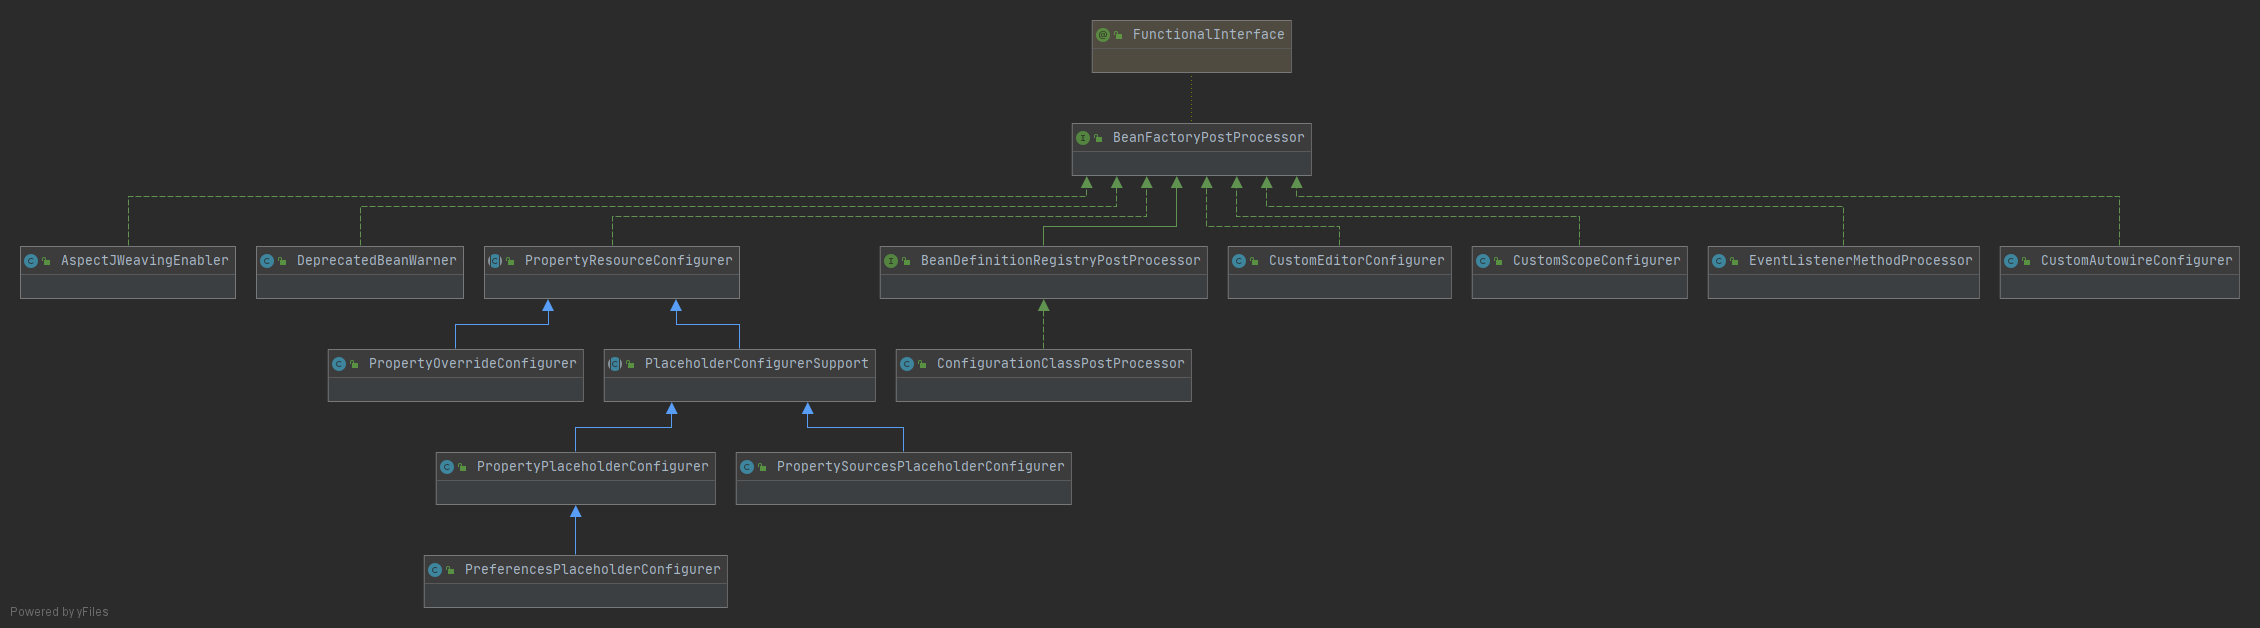 FunctionalInterface
BeanFactoryPostProcessor
AspectJWeavingEnabler
DeprecatedBeanWarner
PropertyResourceConfigurer
BeanDefinitionRegistryPostProcessor
CustomEditorConfigurer
CustomScopeConfigurer
EventListenerMethodProcessor
CustomAutowireConfigurer
PropertyOverrideConfigurer
PlaceholderConfigurerSupport
ConfigurationClassPostProcessor
PropertyPlaceholderConfigurer
PropertySourcesPlaceholderConfigurer
PreferencesPlaceholderConfigurer
Powered by yFiles